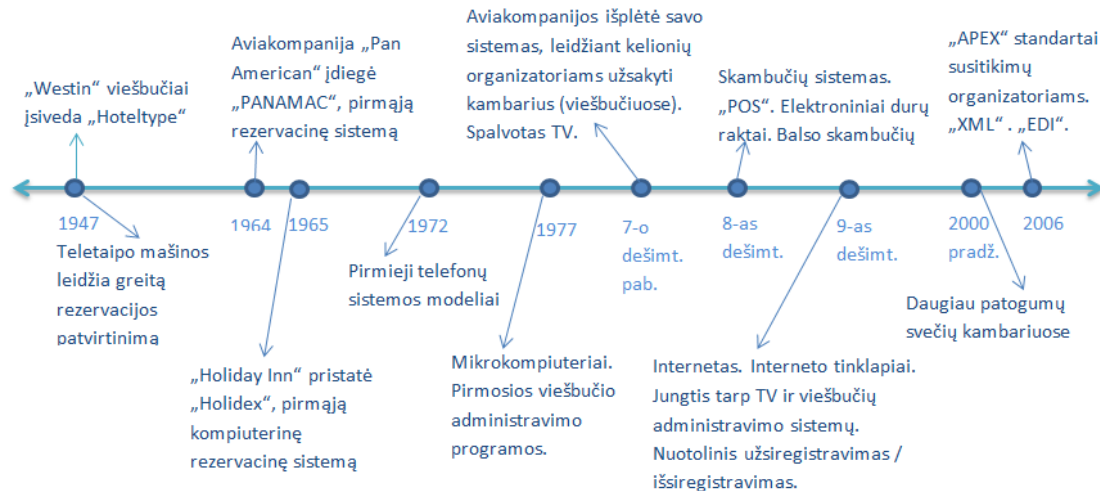 „Westin“ viešbučiai
įsiveda „Hoteltype“
Aviakompanija „Pan
American“ įdiegė
„PANAMAC“, pirmąją
rezervacinę sistemą
Aviakompanijos išplėtė savo
sistemas, leidžiant kelionių
organizatoriams užsakyti
kambarius (viešbučiuose).
Spalvotas TV.
Skambučių sistemas.
„POS“. Elektroniniai durų
raktai. Balso skambučių
„APEX“ standartai
susitikimų
organizatoriams.
„XML“ . „EDI“.
1947
1964
1965
1972
1977
7-o
dešimt.
pab.
8-as
dešimt.
9-as
dešimt.
2000
pradž.
2006
Teletaipo mašinos
leidžia greitą
rezervacijos
patvirtinimą
„Holiday Inn“ pristatė
„Holidex“, pirmąją
kompiuterinę
rezervacinę sistemą
Pirmieji telefonų
sistemos modeliai
Mikrokompiuteriai.
Pirmosios viešbučio
administravimo
programos.
Internetas. Interneto tinklapiai.
Jungtis tarp TV ir viešbučių
administravimo sistemų.
Nuotolinis užsiregistravimas /
išsiregistravimas.
Daugiau patogumų
svečių kambariuose